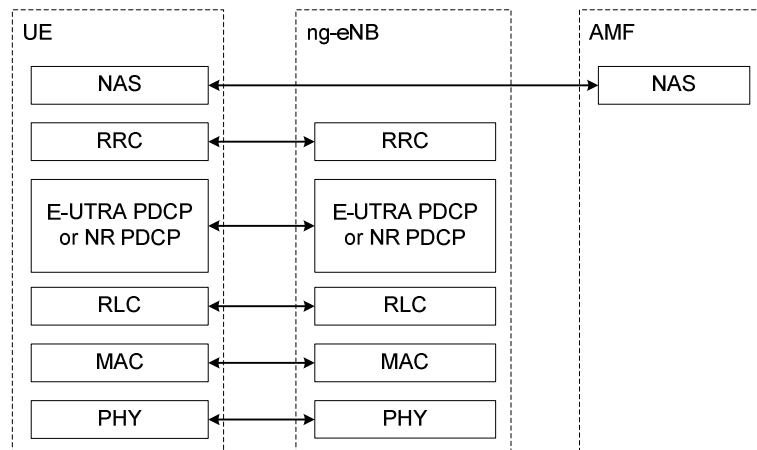 UE
ng-eNB
AMF
NAS
NAS
RRC
RRC
E-UTRA PDCP
or NR PDCP
E-UTRA PDCP
or NR PDCP
RLC
RLC
MAC
MAC
PHY
PHY